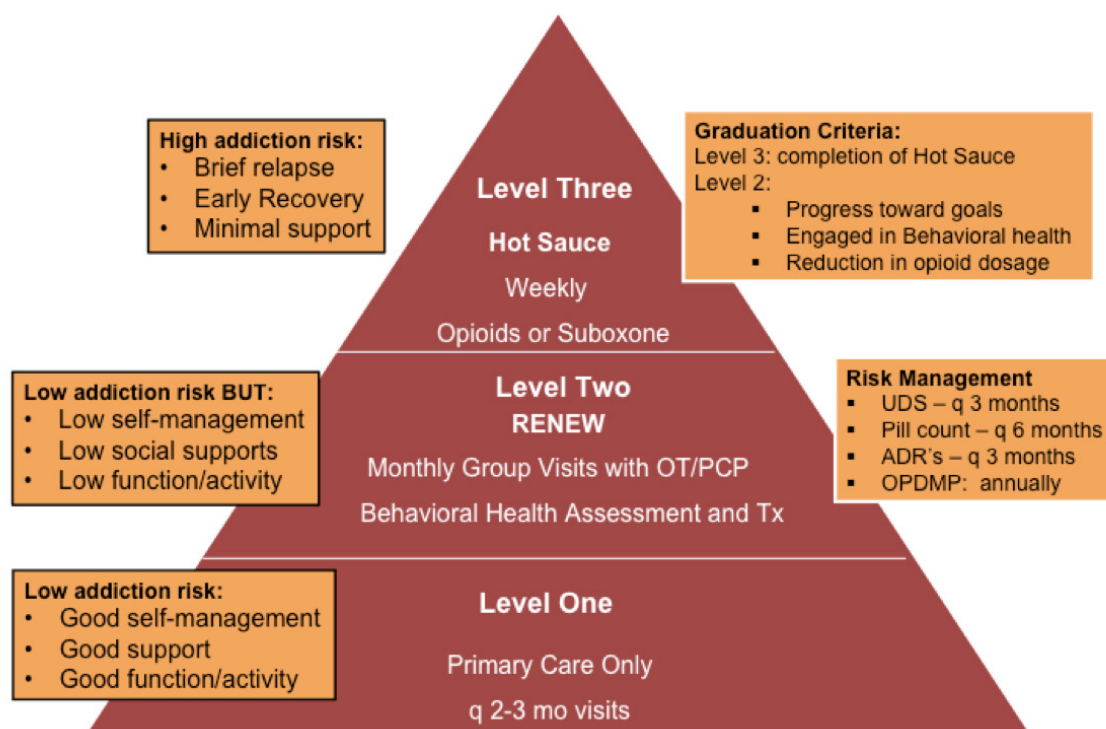 High addiction risk:
• Brief relapse
• Early Recovery
• Minimal support
Graduation Criteria:
Level 3: completion of Hot Sauce
Level 2:
▪ Progress toward goals
▪ Engaged in Behavioral health
▪ Reduction in opioid dosage
Level Three
Hot Sauce
Weekly
Opioids or Suboxone
Low addiction risk BUT:
• Low self-management
• Low social supports
• Low function/activity
Level Two
RENEW
Monthly Group Visits with OT/PCP
Behavioral Health Assessment and Tx
Risk Management
▪ UDS – q 3 months
▪ Pill count – q 6 months
▪ ADR's – q 3 months
▪ OPDMP: annually
Low addiction risk:
• Good self-management
• Good support
• Good function/activity
Level One
Primary Care Only
q 2-3 mo visits